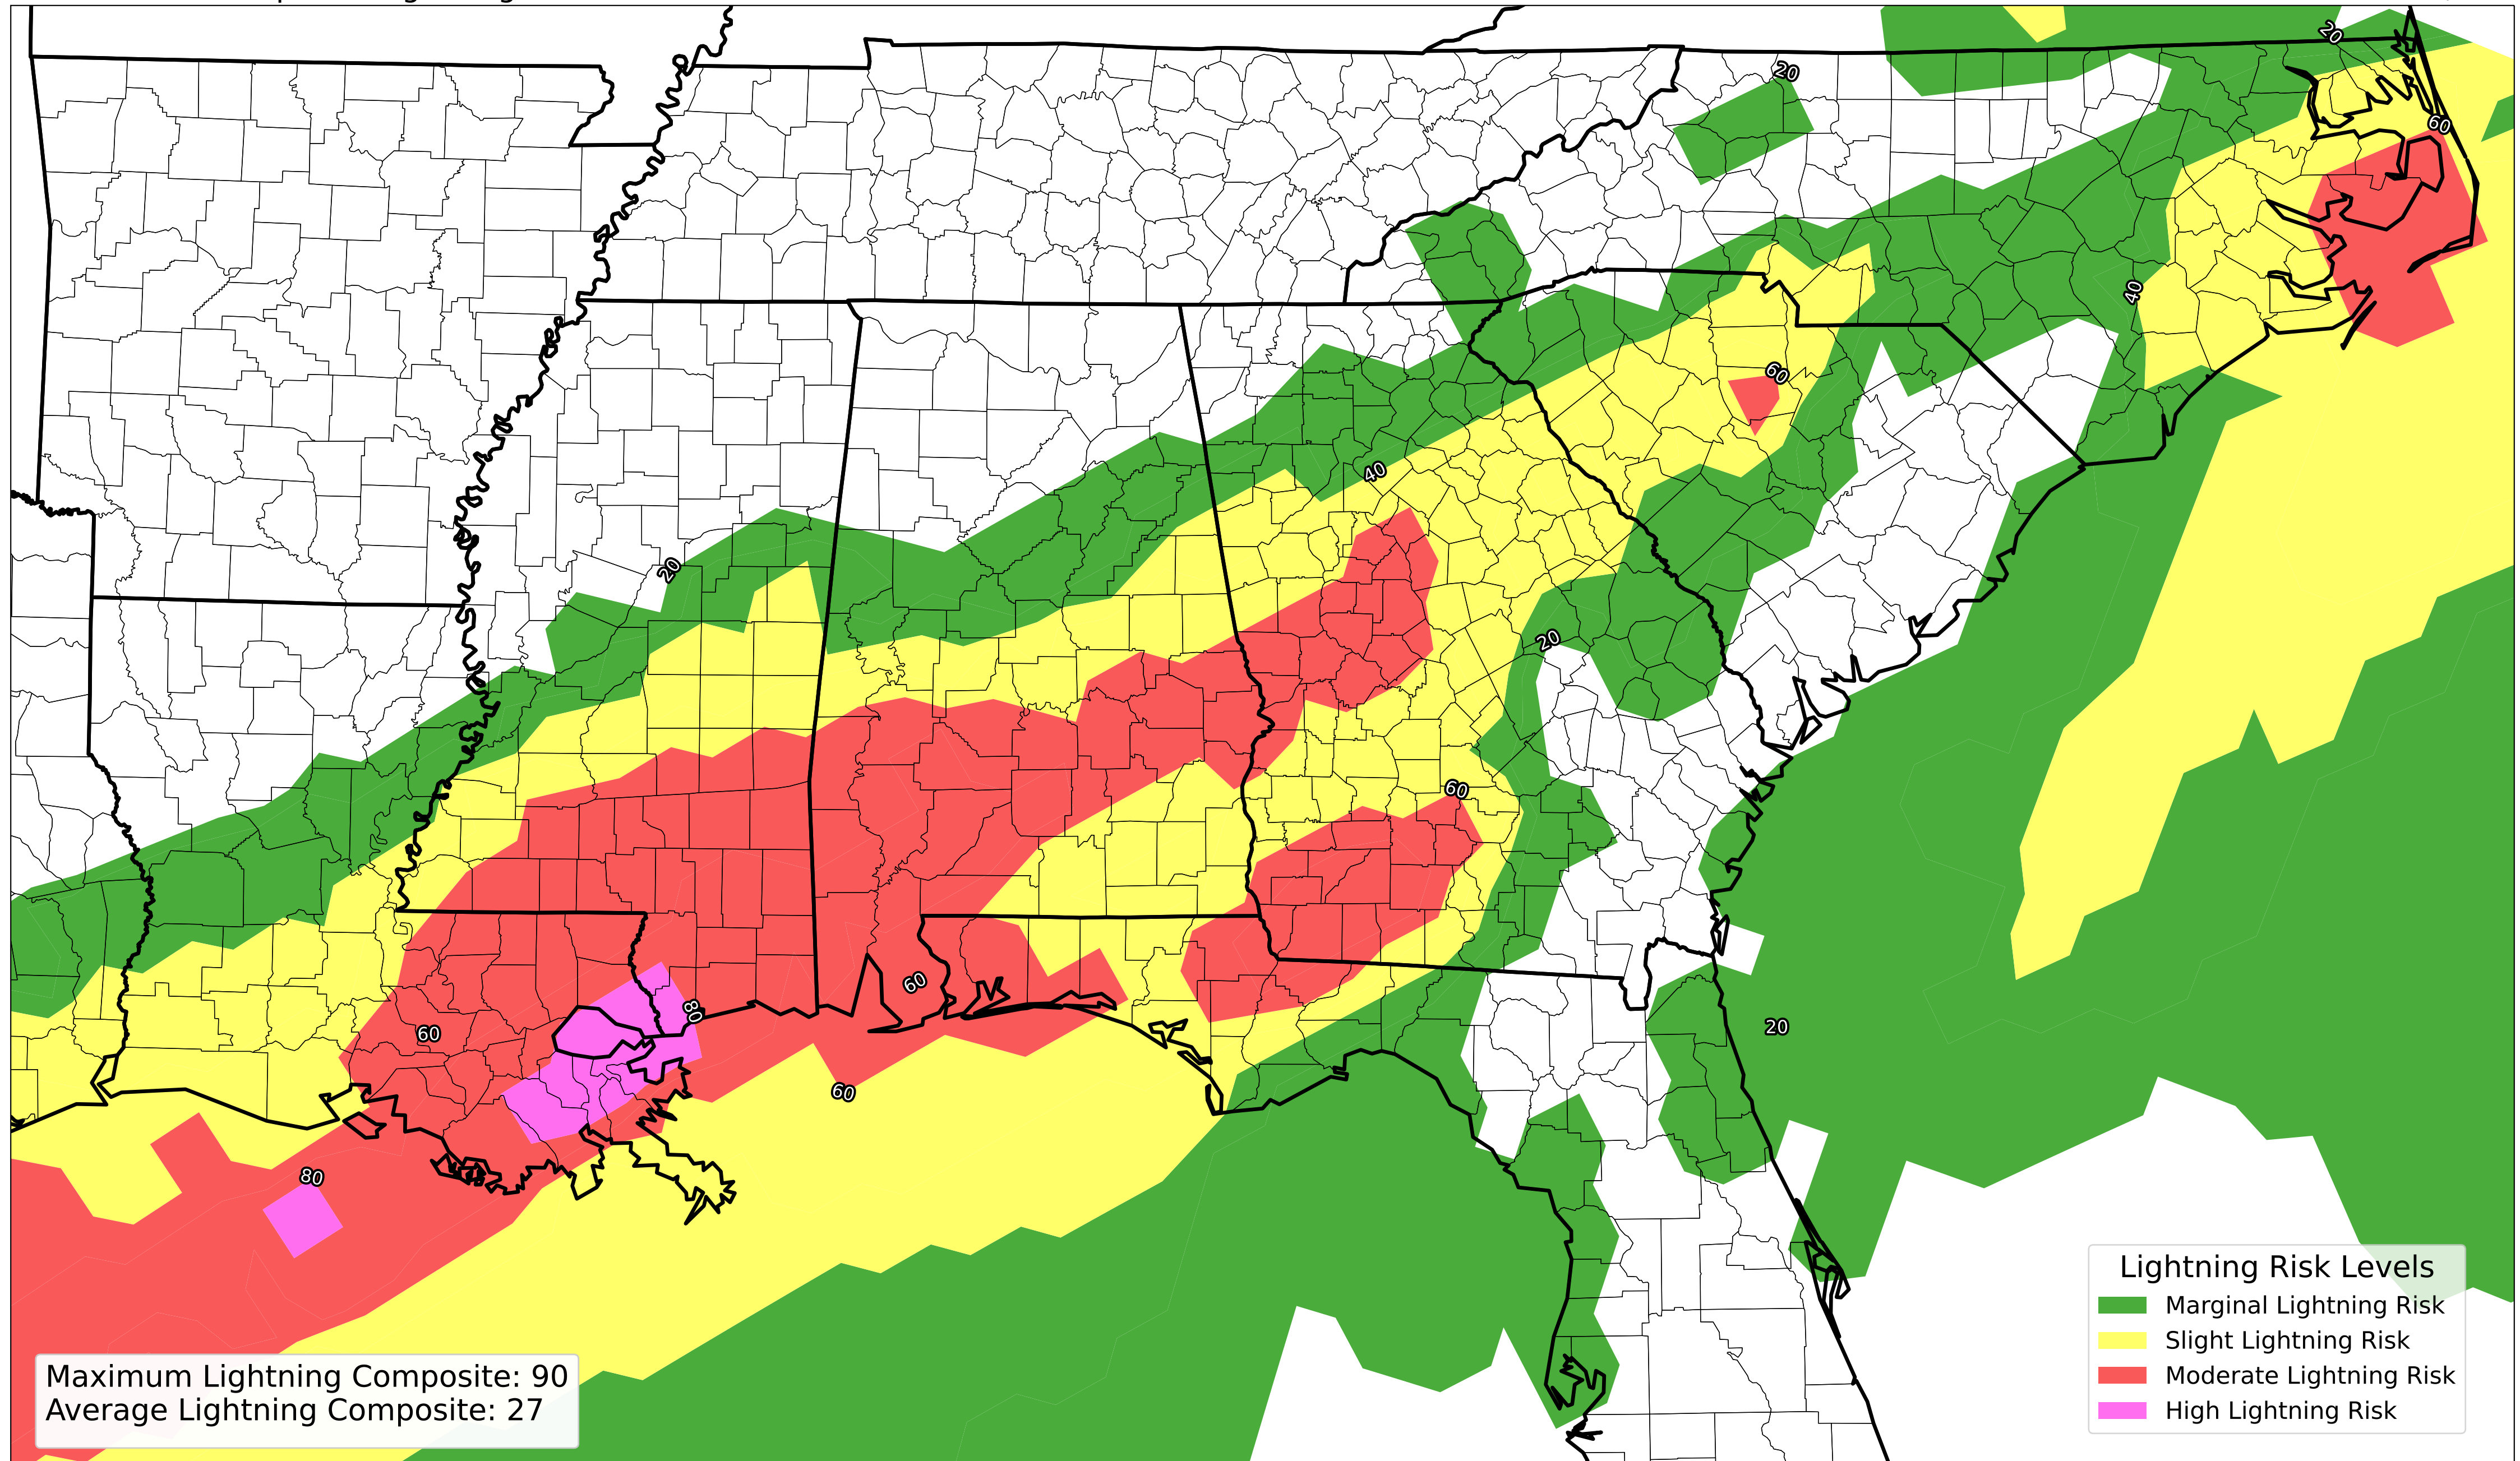 20
20
60
40
60
40
20
20
60
60
80
20
60
60
80
Lightning Risk Levels
Marginal Lightning Risk
Slight Lightning Risk
Moderate Lightning Risk
High Lightning Risk
Maximum Lightning Composite: 90
Average Lightning Composite: 27